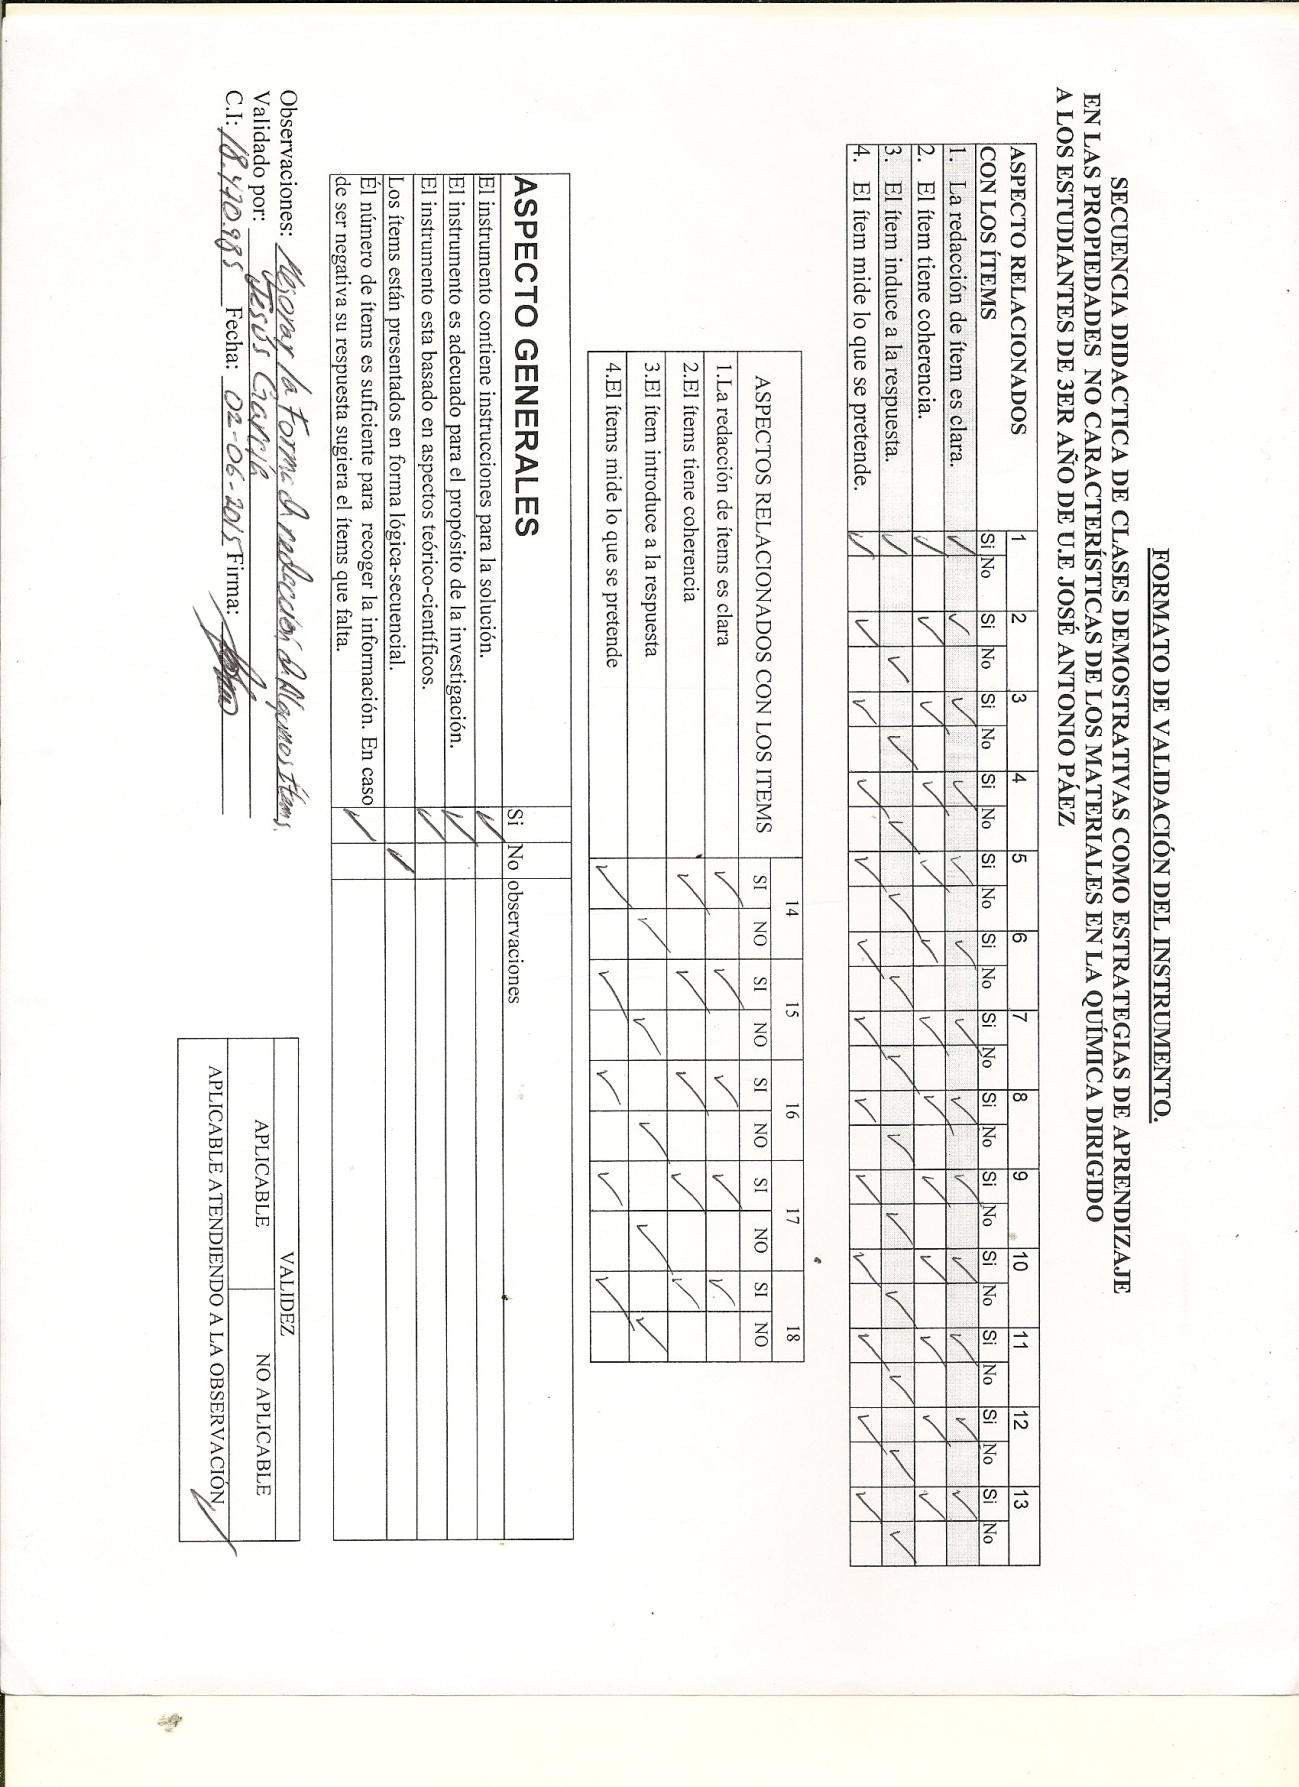 FORMATO DE VALIDACIÓN DEL INSTRUMENTO.
SECUENCIA DIDACTICA DE CLASES DEMOSTRATIVAS COMO ESTRATEGIAS DE APRENDIZAJE
EN LAS PROPIEDADES NO CARACTERÍSTICAS DE LOS MATERIALES EN LA QUÍMICA DIRIGIDO
A LOS ESTUDIANTES DE 3ER AÑO DE U.E JOSÉ ANTONIO PÁEZ
ASPECTO RELACIONADOS 1 2 3 4 5 6 7 8 9 10 11 12 13
CON LOS ÍTEMS Si No Si No Si No Si No Si No Si No Si No Si No Si No Si No Si No Si No Si No
1. La redacción de ítem es clara. ✓ ✓ ✓ ✓ ✓ ✓ ✓ ✓ ✓ ✓ ✓ ✓ ✓
2. El ítem tiene coherencia. ✓ ✓ ✓ ✓ ✓ ✓ ✓ ✓ ✓ ✓ ✓ ✓ ✓
3. El ítem induce a la respuesta. ✓ ✓ ✓ ✓ ✓ ✓ ✓ ✓ ✓ ✓ ✓ ✓ ✓
4. El ítem mide lo que se pretende. ✓ ✓ ✓ ✓ ✓ ✓ ✓ ✓ ✓ ✓ ✓ ✓ ✓
ASPECTOS RELACIONADOS CON LOS ITEMS 14 15 16 17 18
SI NO SI NO SI NO SI NO SI NO
1.La redacción de ítems es clara ✓ ✓ ✓ ✓ ✓
2.El ítems tiene coherencia ✓ ✓ ✓ ✓ ✓
3.El ítem introduce a la respuesta ✓ ✓ ✓ ✓ ✓
4.El ítems mide lo que se pretende ✓ ✓ ✓ ✓ ✓
ASPECTO GENERALES Si No observaciones
El instrumento contiene instrucciones para la solución. ✓
El instrumento es adecuado para el propósito de la investigación. ✓
El instrumento esta basado en aspectos teórico-científicos. ✓
Los ítems están presentados en forma lógica-secuencial. ✓
El número de ítems es suficiente para recoger la información. En caso ✓
de ser negativa su respuesta sugiera el ítems que falta.
Observaciones: Mejorar la forma de redacción de Algunos ítems.
Validado por: Jesús García
C.I: 18.470.985 Fecha: 02-06-2015 Firma:
VALIDEZ
APLICABLE NO APLICABLE
APLICABLE ATENDIENDO A LA OBSERVACIÓN ✓